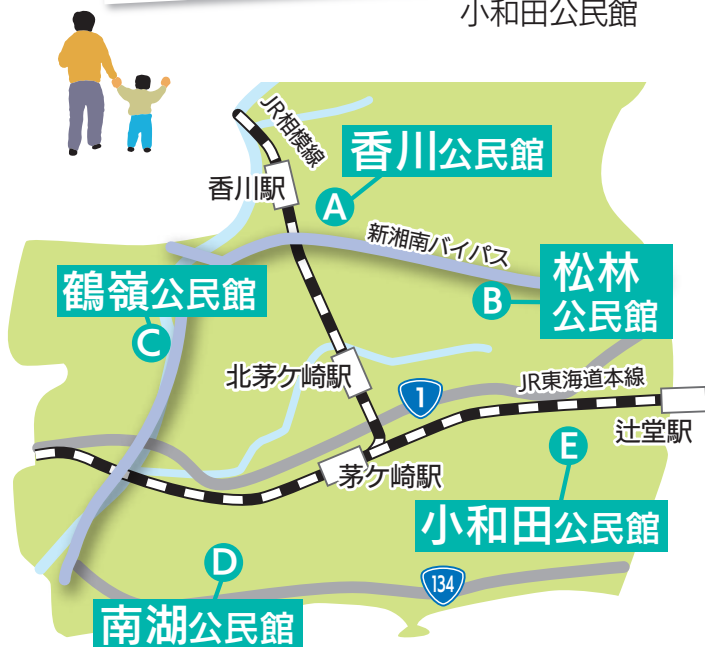 小和田公民館
JR相模線
香川公民館
香川駅
A
新湘南バイパス
松林
公民館
B
鶴嶺公民館
C
北茅ケ崎駅
1
JR東海道本線
辻堂駅
E
茅ケ崎駅
小和田公民館
D
134
南湖公民館